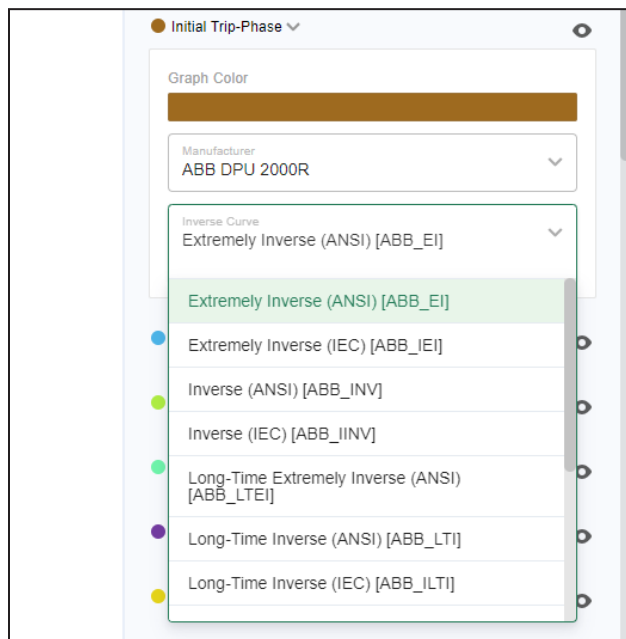 Initial Trip-Phase
Graph Color
Manufacturer
ABB DPU 2000R
Inverse Curve
Extremely Inverse (ANSI) [ABB_EI]
Extremely Inverse (ANSI) [ABB_EI]
Extremely Inverse (IEC) [ABB_IEI]
Inverse (ANSI) [ABB_INV]
Inverse (IEC) [ABB_IINV]
Long-Time Extremely Inverse (ANSI)
[ABB_LTEI]
Long-Time Inverse (ANSI) [ABB_LTI]
Long-Time Inverse (IEC) [ABB_ILTI]